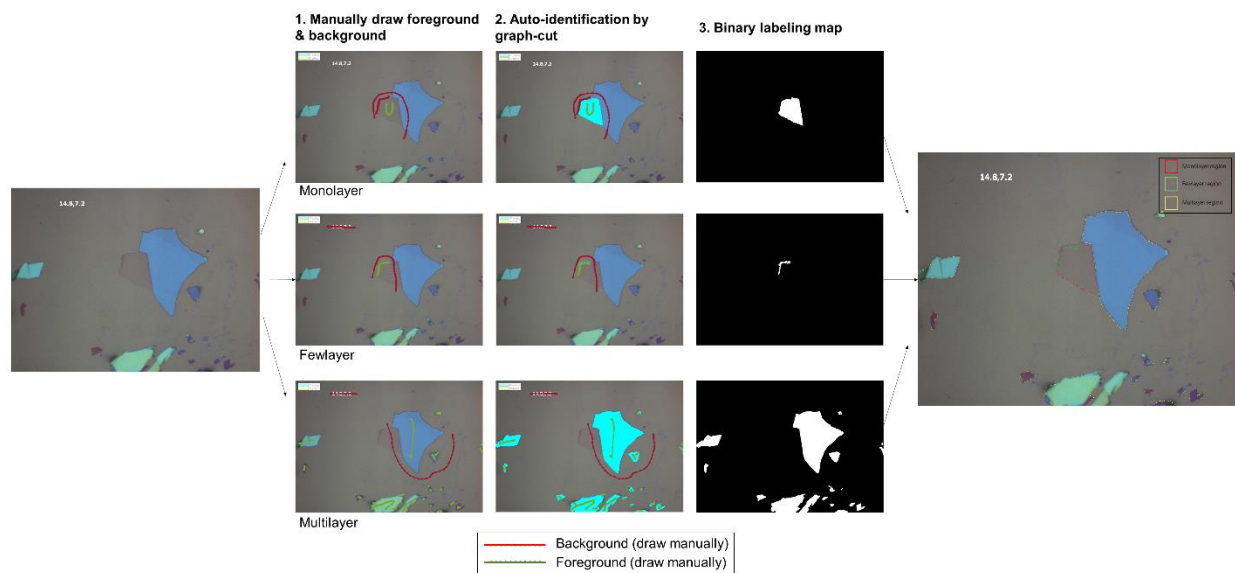 1. Manually draw foreground
& background
2. Auto-identification by
graph-cut
3. Binary labeling map
14.8,7.2
14.8,7.2
14.8,7.2
14.8,7.2
Monolayer region
Fewlayer region
Multilayer region
Monolayer
Fewlayer
Multilayer
Background (draw manually)
Foreground (draw manually)